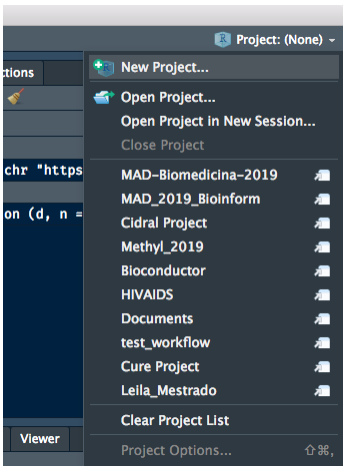 Project: (None)
ctions
New Project...
Open Project...
Open Project in New Session...
Close Project
chr "https
MAD-Biomedicina-2019
MAD_2019_Bioinform
on (d, n =
Cidral Project
Methyl_2019
Bioconductor
HIVAIDS
Documents
test_workflow
Cure Project
Leila_Mestrado
Clear Project List
Viewer
Project Options... ⇧⌘,